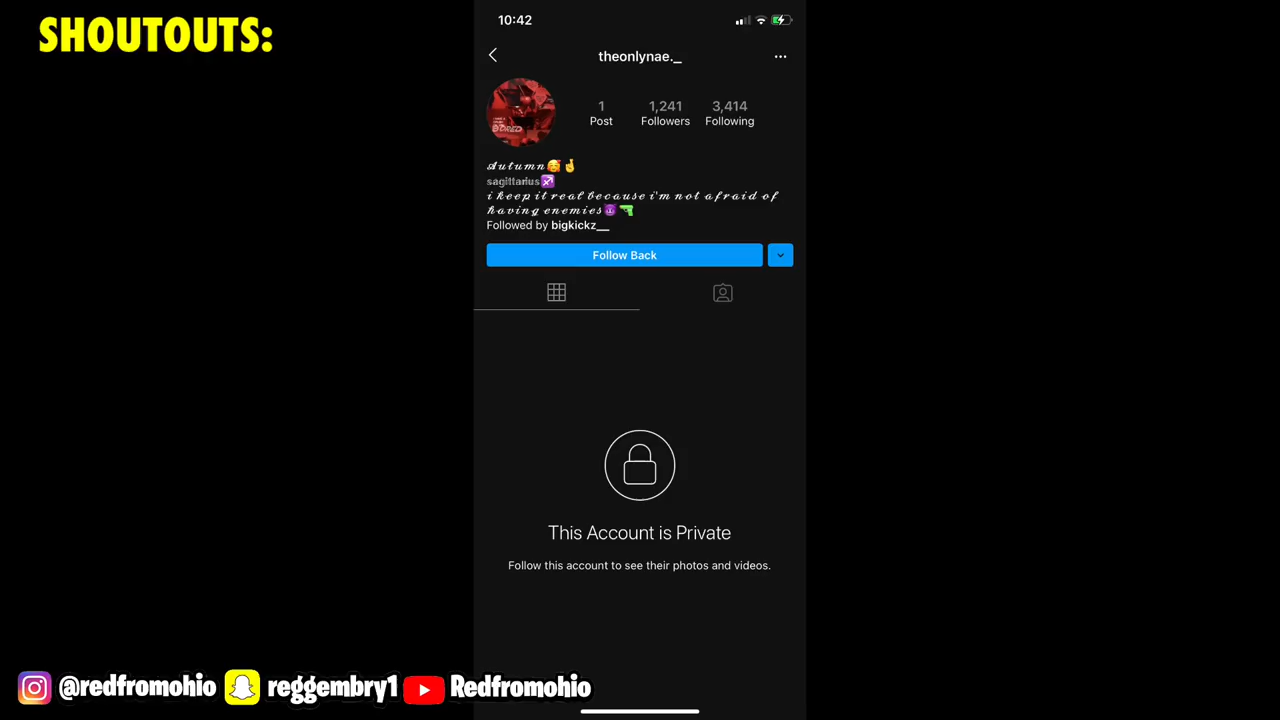 SHOUTOUTS:
10:42
theonlynae._
1 1,241 3,414
Post Followers Following
BORED
𝓐𝓾𝓽𝓾𝓶𝓷🥰🤞
sagittarius♐
𝓲 𝓴𝓮𝓮𝓹 𝓲𝓽 𝓻𝓮𝓪𝓵 𝓫𝓮𝓬𝓪𝓾𝓼𝓮 𝓲'𝓶 𝓷𝓸𝓽 𝓪𝓯𝓻𝓪𝓲𝓭 𝓸𝓯
𝓱𝓪𝓿𝓲𝓷𝓰 𝓮𝓷𝓮𝓶𝓲𝓮𝓼😈🔫
Followed by bigkickz__
Follow Back
This Account is Private
Follow this account to see their photos and videos.
@redfromohio reggembry1 Redfromohio